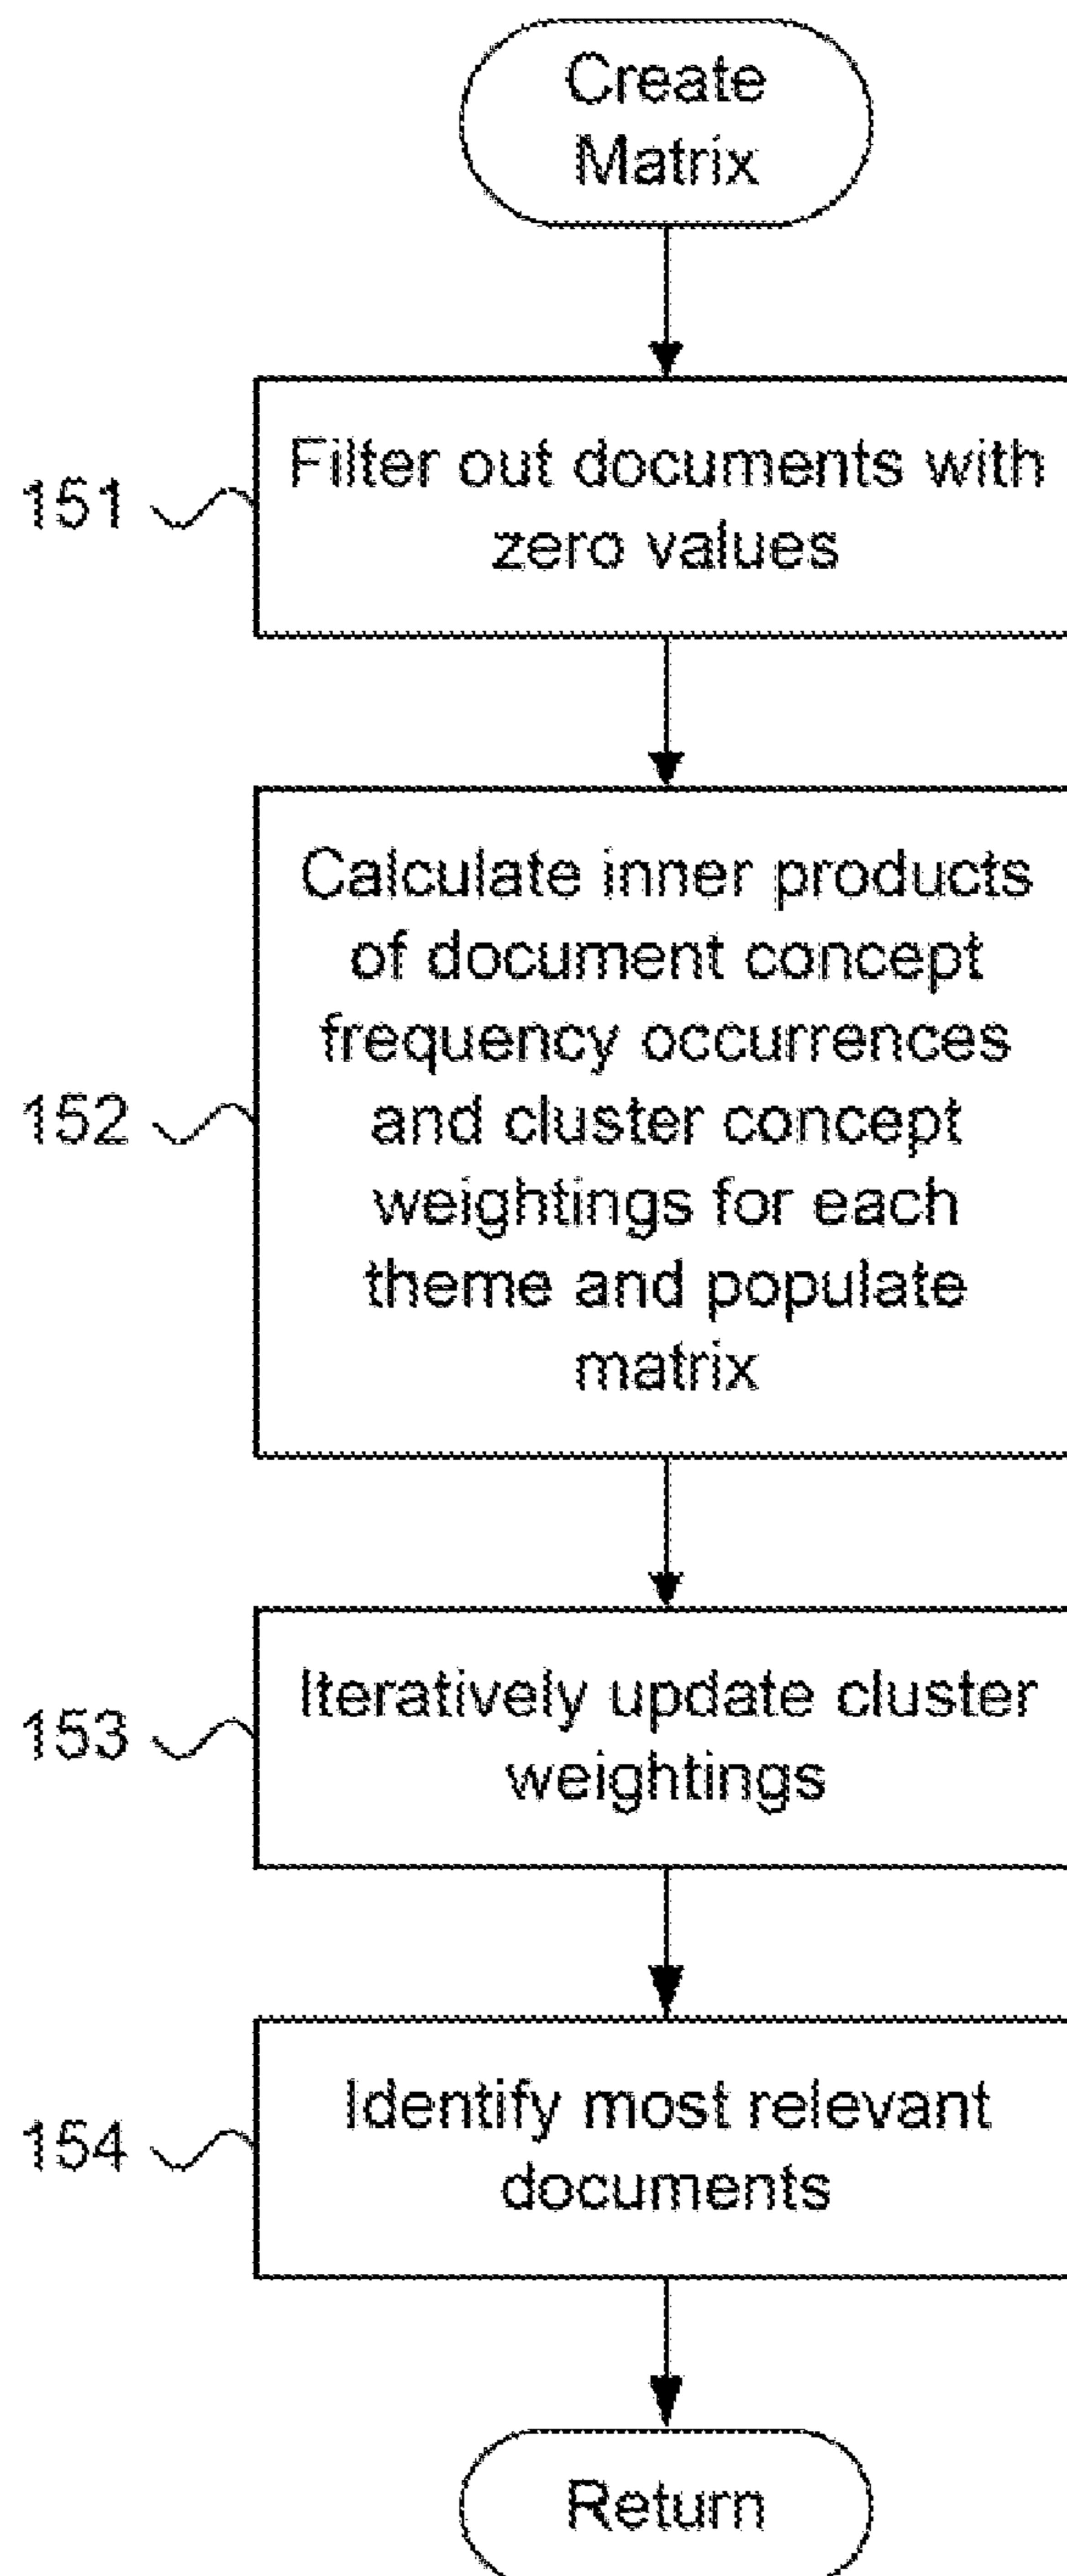 Create
Matrix
151
Filter out documents with
zero values
152
Calculate inner products
of document concept
frequency occurrences
and cluster concept
weightings for each
theme and populate
matrix
153
Iteratively update cluster
weightings
154
Identify most relevant
documents
Return